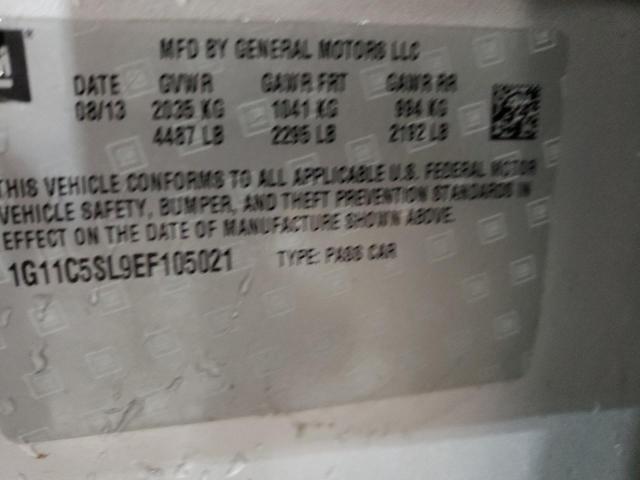 GM
MFD BY GENERAL MOTORS LLC
DATE GVWR GAWR FRT GAWR RR
08/13 2035 KG 1041 KG 994 KG
4487 LB 2295 LB 2192 LB
THIS VEHICLE CONFORMS TO ALL APPLICABLE U.S. FEDERAL MOTOR
VEHICLE SAFETY, BUMPER, AND THEFT PREVENTION STANDARDS IN
EFFECT ON THE DATE OF MANUFACTURE SHOWN ABOVE.
1G11C5SL9EF105021 TYPE: PASS CAR